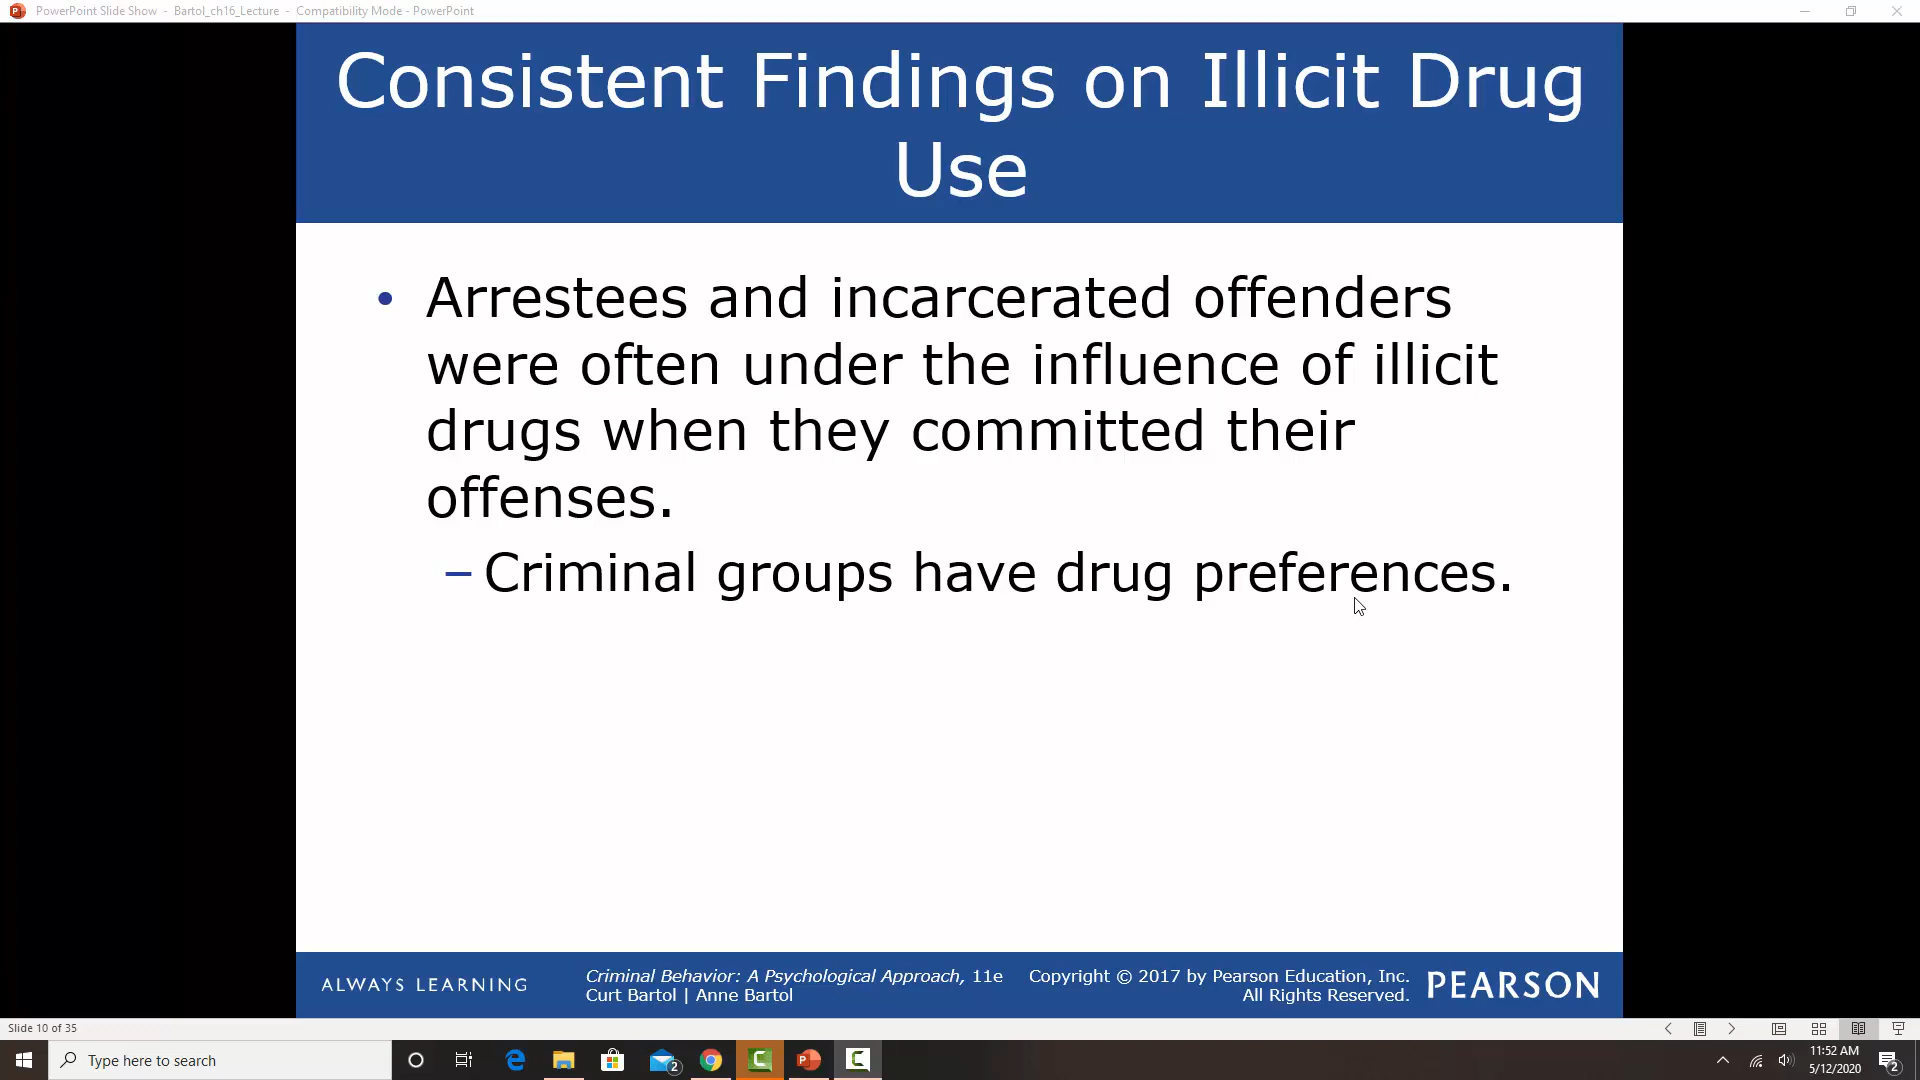 PowerPoint Slide Show - Bartol_ch16_Lecture - Compatibility Mode - PowerPoint
Consistent Findings on Illicit Drug
Use
• Arrestees and incarcerated offenders
were often under the influence of illicit
drugs when they committed their
offenses.
– Criminal groups have drug preferences.
ALWAYS LEARNING
Criminal Behavior: A Psychological Approach, 11e
Curt Bartol | Anne Bartol
Copyright © 2017 by Pearson Education, Inc.
All Rights Reserved.
PEARSON
Slide 10 of 35
Type here to search
2
11:52 AM
5/12/2020
2